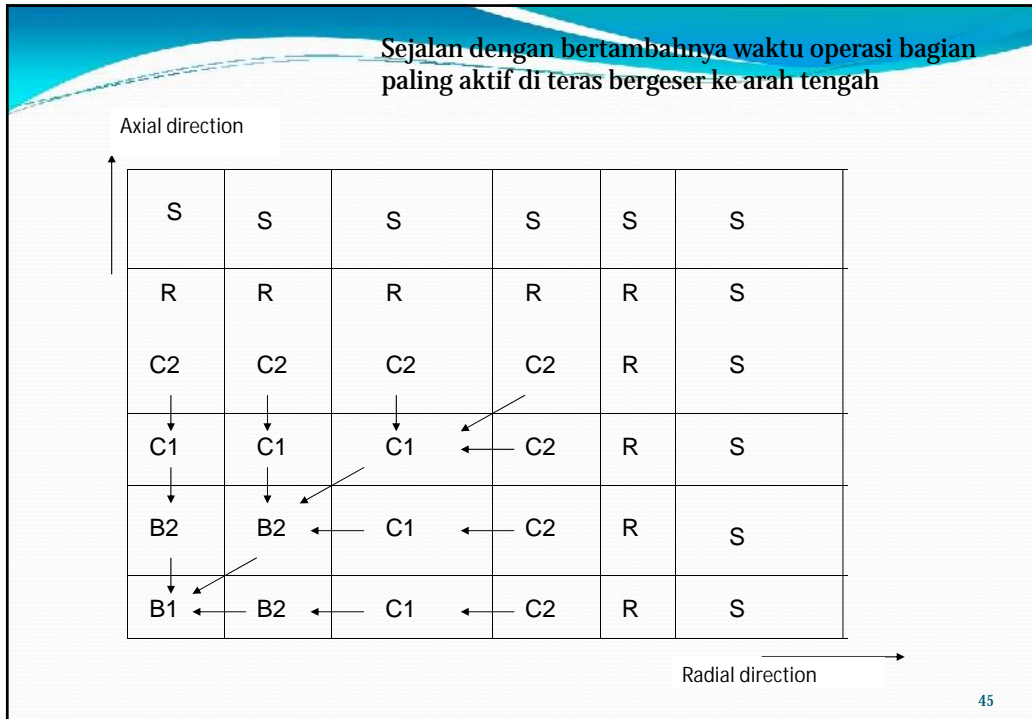 Sejalan dengan bertambahnya waktu operasi bagian
paling aktif di teras bergeser ke arah tengah
Axial direction
S S S S S S
R R R R R S
C2 C2 C2 C2 R S
C1 C1 C1 C2 R S
B2 B2 C1 C2 R S
B1 B2 C1 C2 R S
Radial direction
45